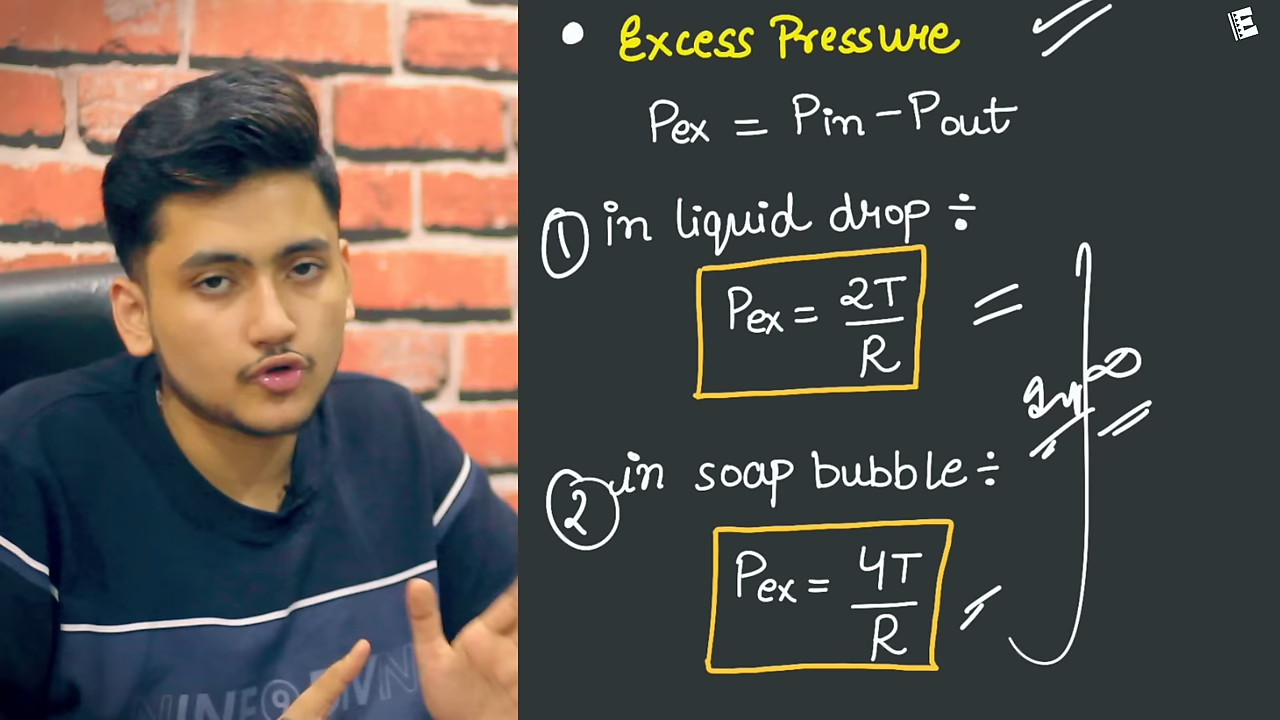 • Excess Pressure
Pex = Pin - Pout
① in liquid drop ÷
Pex = 2T/R
② in soap bubble ÷
Pex = 4T/R